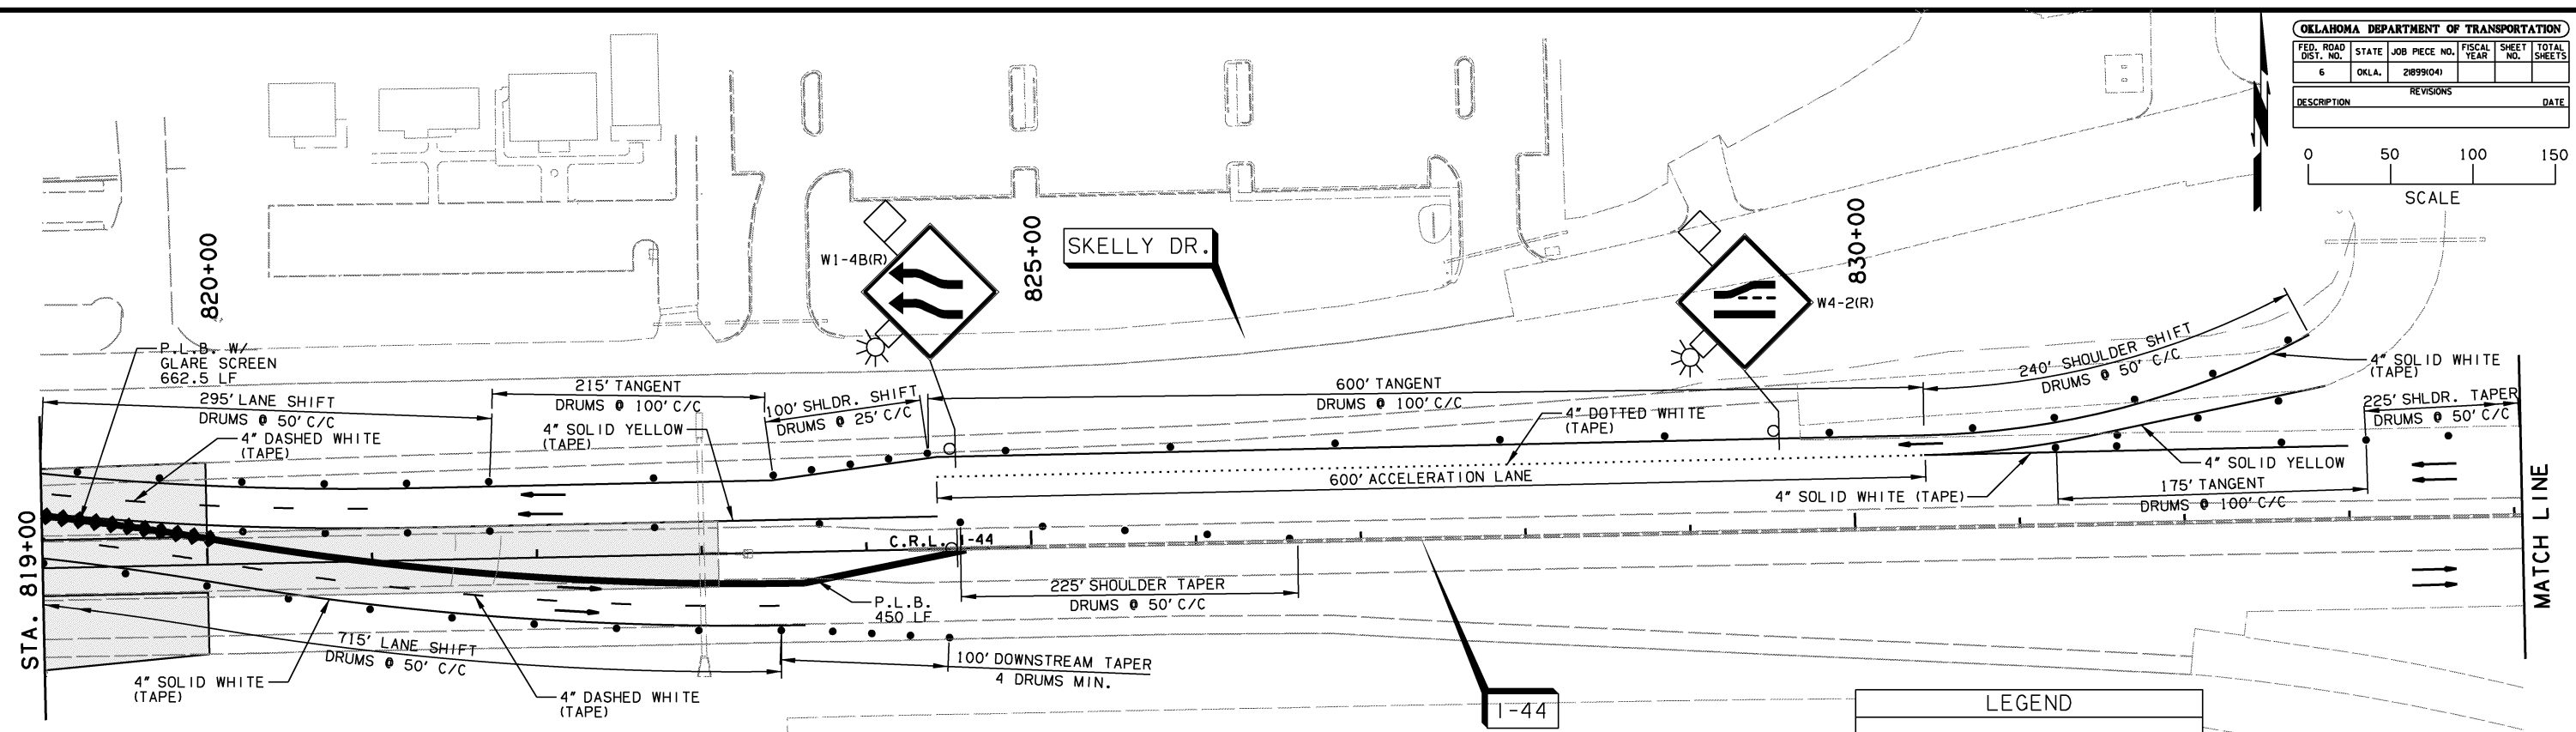 OKLAHOMA DEPARTMENT OF TRANSPORTATION
FED. ROAD DIST. NO. STATE JOB PIECE NO. FISCAL YEAR SHEET NO. TOTAL SHEETS
6 OKLA. 21899(04)
REVISIONS
DESCRIPTION DATE
0 50 100 150
SCALE
820+00
825+00
830+00
SKELLY DR.
W1-4B(R)
W4-2(R)
P.L.B. W/
GLARE SCREEN
662.5 LF
295' LANE SHIFT
DRUMS @ 50' C/C
4" DASHED WHITE
(TAPE)
215' TANGENT
DRUMS @ 100' C/C
4" SOLID YELLOW
(TAPE)
100' SHLDR. SHIFT
DRUMS @ 25' C/C
600' TANGENT
DRUMS @ 100' C/C
4" DOTTED WHITE
(TAPE)
600' ACCELERATION LANE
240' SHOULDER SHIFT
DRUMS @ 50' C/C
4" SOLID WHITE
(TAPE)
225' SHLDR. TAPER
DRUMS @ 50' C/C
4" SOLID YELLOW
4" SOLID WHITE (TAPE)
175' TANGENT
DRUMS @ 100' C/C
STA. 819+00
MATCH LINE
C.R.L. I-44
225' SHOULDER TAPER
DRUMS @ 50' C/C
P.L.B.
450 LF
715' LANE SHIFT
DRUMS @ 50' C/C
100' DOWNSTREAM TAPER
4 DRUMS MIN.
4" SOLID WHITE
(TAPE)
4" DASHED WHITE
(TAPE)
I-44
LEGEND